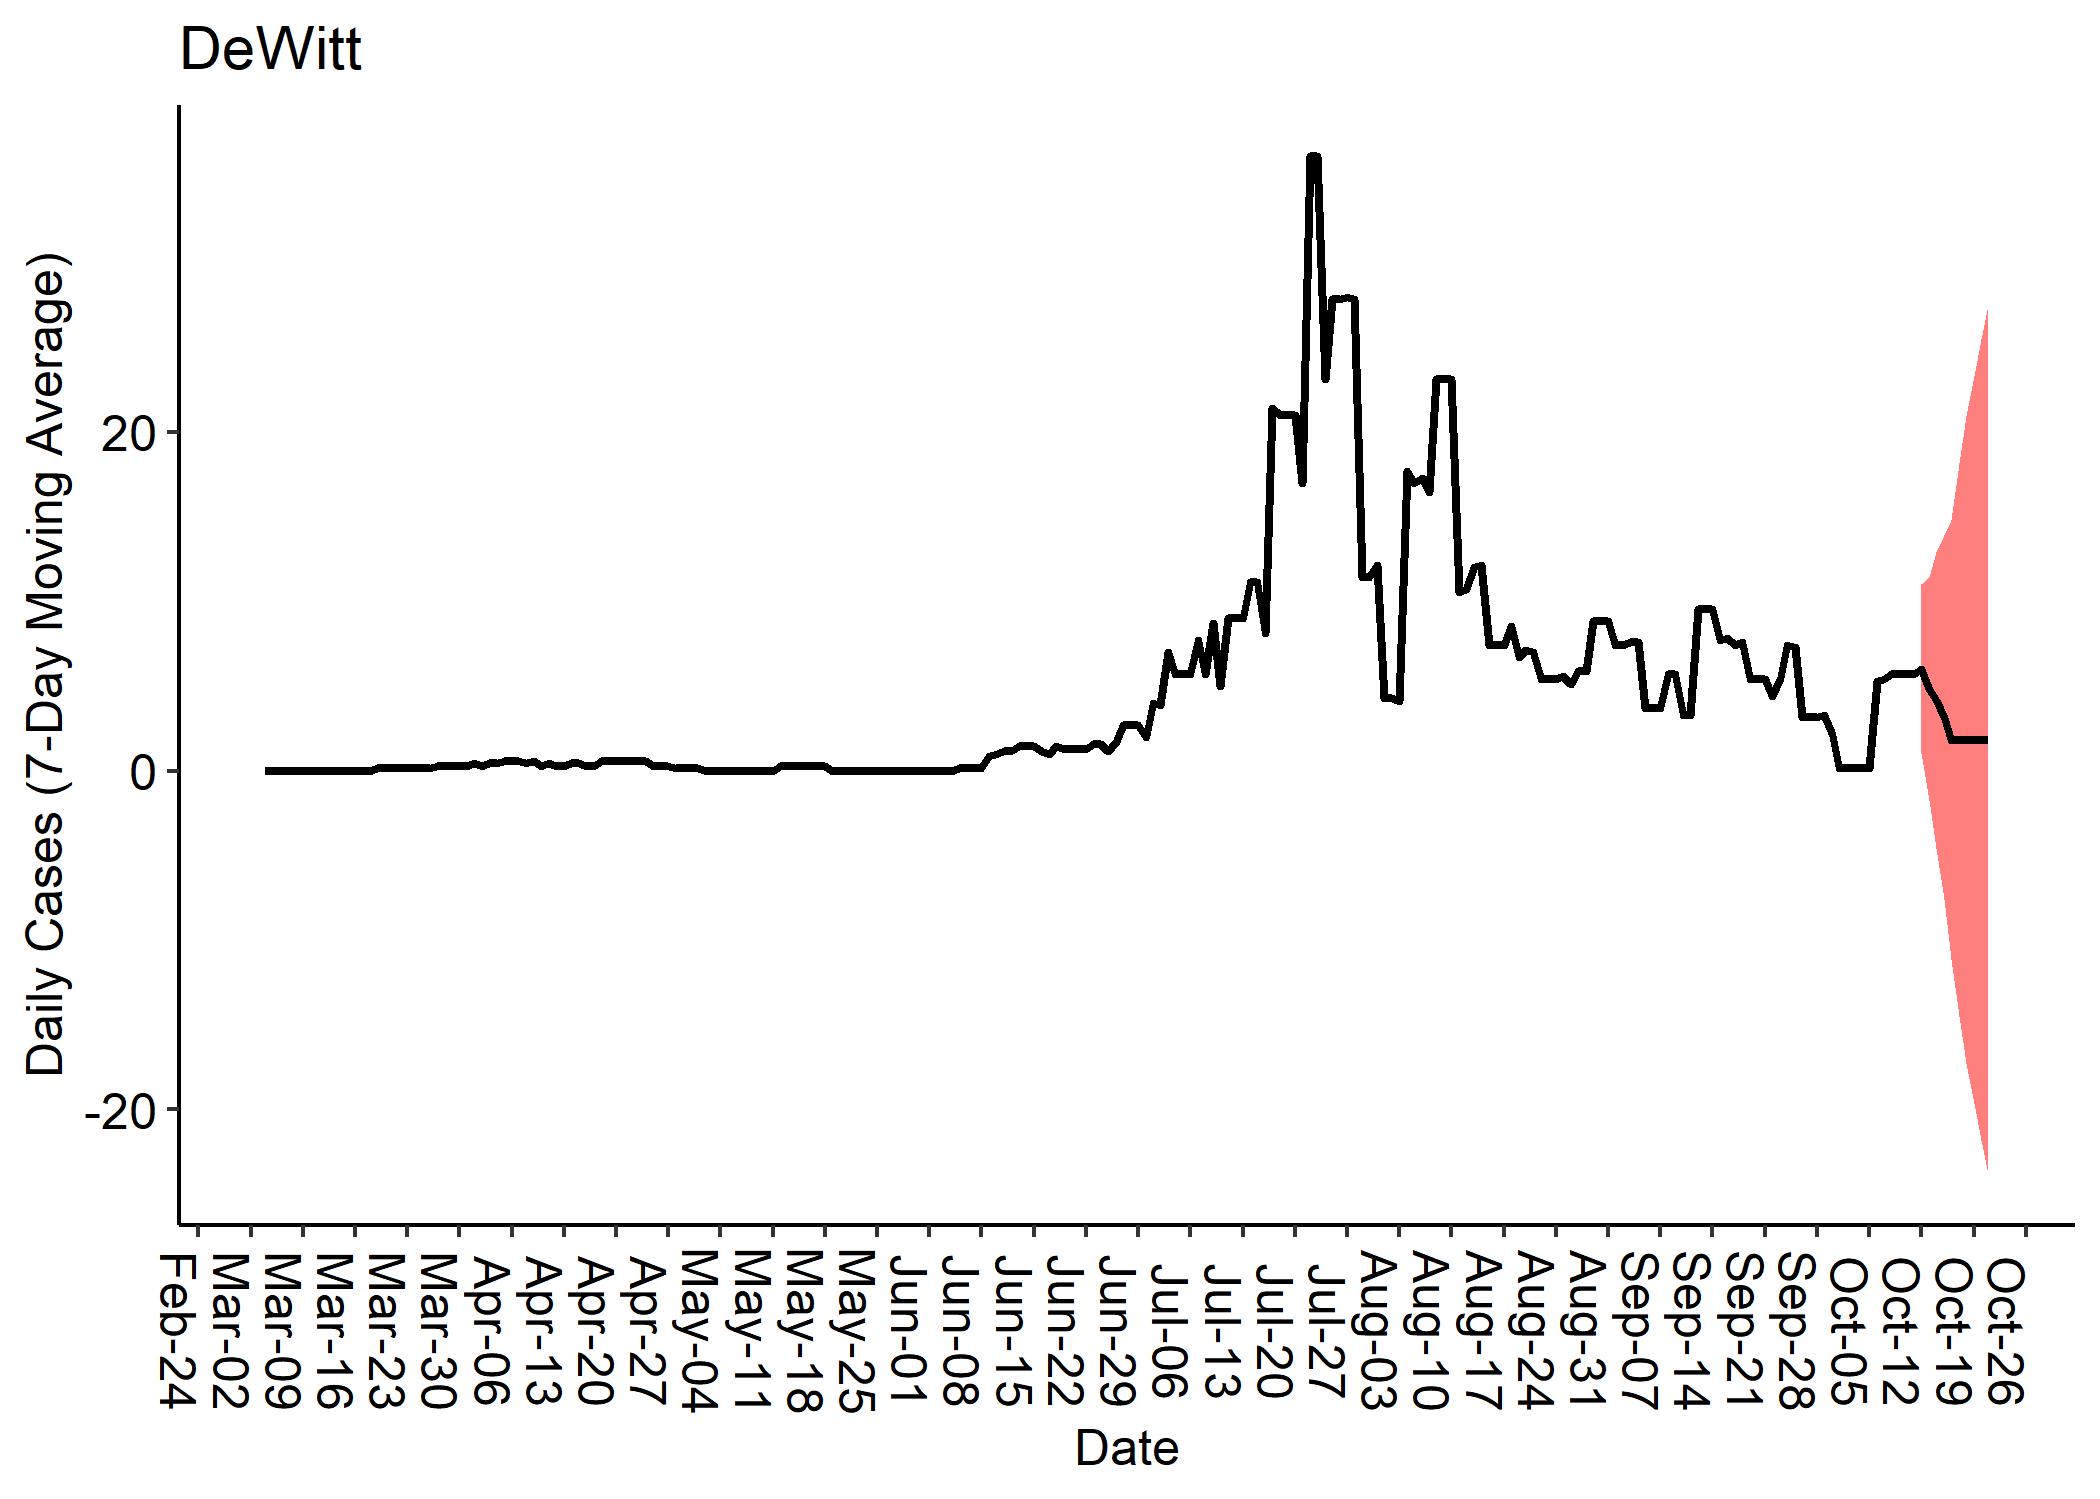 DeWitt
Daily Cases (7-Day Moving Average)
20
0
-20
Feb-24
Mar-02
Mar-09
Mar-16
Mar-23
Mar-30
Apr-06
Apr-13
Apr-20
Apr-27
May-04
May-11
May-18
May-25
Jun-01
Jun-08
Jun-15
Jun-22
Jun-29
Jul-06
Jul-13
Jul-20
Jul-27
Aug-03
Aug-10
Aug-17
Aug-24
Aug-31
Sep-07
Sep-14
Sep-21
Sep-28
Oct-05
Oct-12
Oct-19
Oct-26
Date